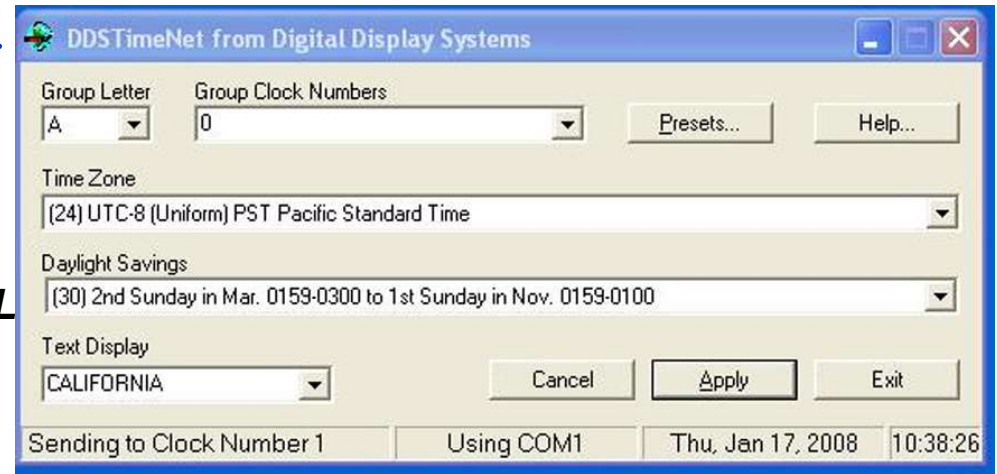 DDSTimeNet from Digital Display Systems
Group Letter Group Clock Numbers
A 0 Presets... Help...
Time Zone
(24) UTC-8 (Uniform) PST Pacific Standard Time
Daylight Savings
(30) 2nd Sunday in Mar. 0159-0300 to 1st Sunday in Nov. 0159-0100
Text Display
CALIFORNIA Cancel Apply Exit
Sending to Clock Number 1 Using COM1 Thu, Jan 17, 2008 10:38:26